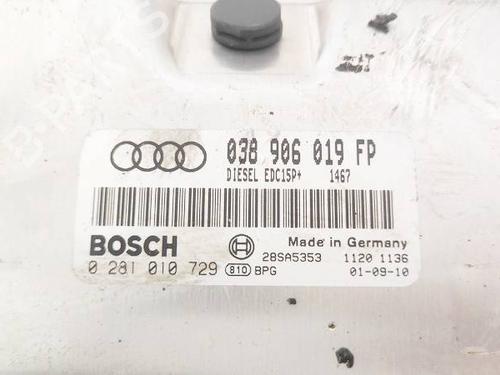 038 906 019 FP
DIESEL EDC15P+ 1467
BOSCH
Made in Germany
28SA5353 1120 1136
0 281 010 729 810 BPG 01-09-10